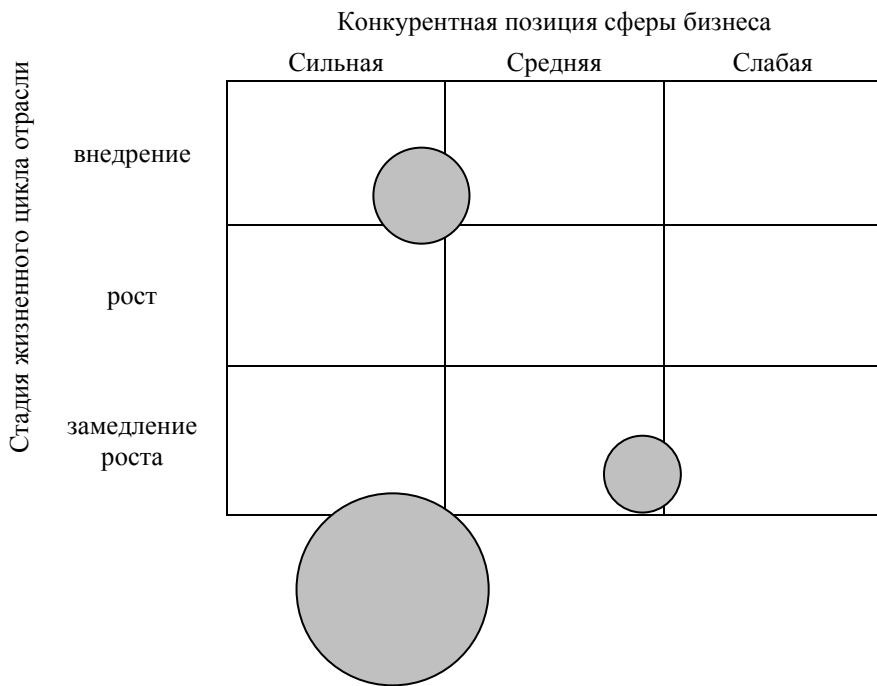 Конкурентная позиция сферы бизнеса
Сильная
Средняя
Слабая
Стадия жизненного цикла отрасли
внедрение
рост
замедление
роста